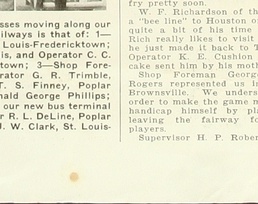 sses moving along our
ilways is that of: 1—
Louis-Fredericktown;
is, and Operator C. C.
town; 3—Shop Fore-
rator G. R. Trimble,
T. S. Finney, Poplar
nald George Phillips;
our new bus terminal
r R. L. DeLine, Poplar
J. W. Clark, St. Louis-
fry pretty soon.
W. F. Richardson of th
a "bee line" to Houston or
quite a bit of his time
Rich really likes to visit
he just made it back to T
Operator K. E. Cushion
cake sent him by his moth
Shop Foreman Georg
Rogers represented us in
Brownsville. We unders
order to make the game m
handicap himself by pl
leaving the fairway fo
players.
Supervisor H. P. Rober